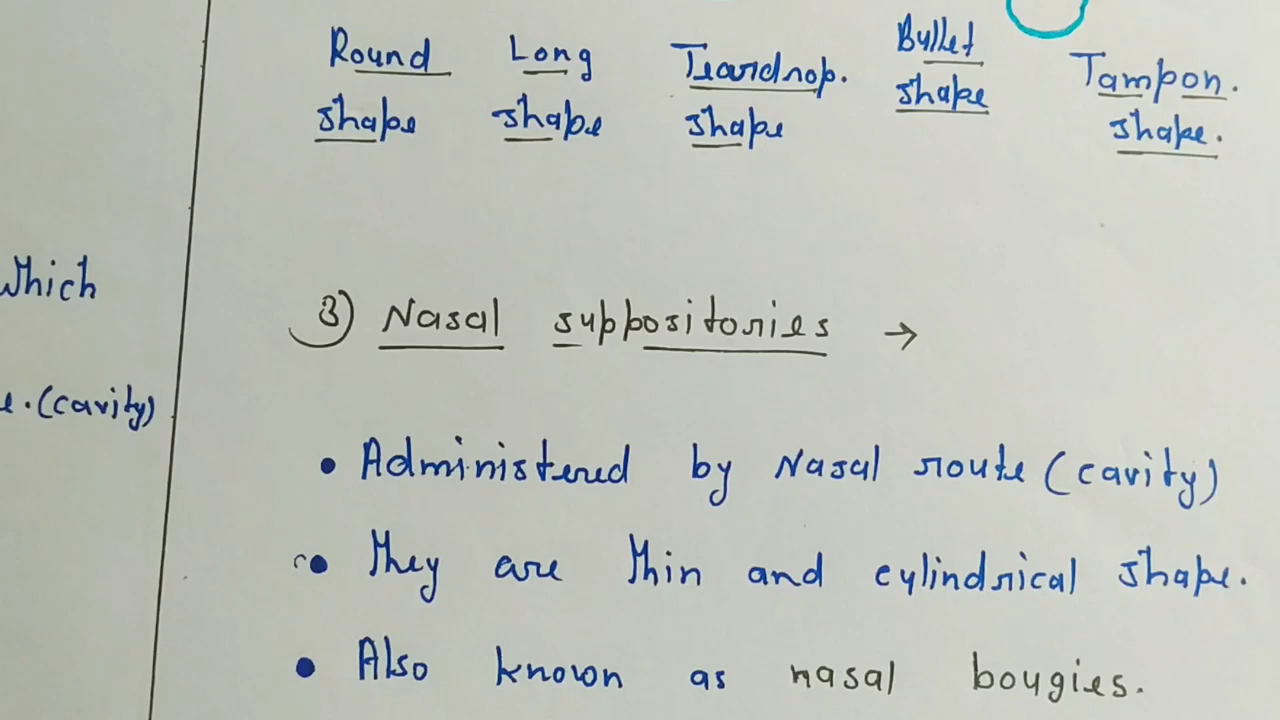 Round Long Teardrop. Bullet Tampon.
shape shape shape shape shape.
which
3) Nasal suppositories →
(cavity)
• Administered by Nasal route (cavity)
• They are thin and cylindrical shape.
• Also known as nasal bougies.